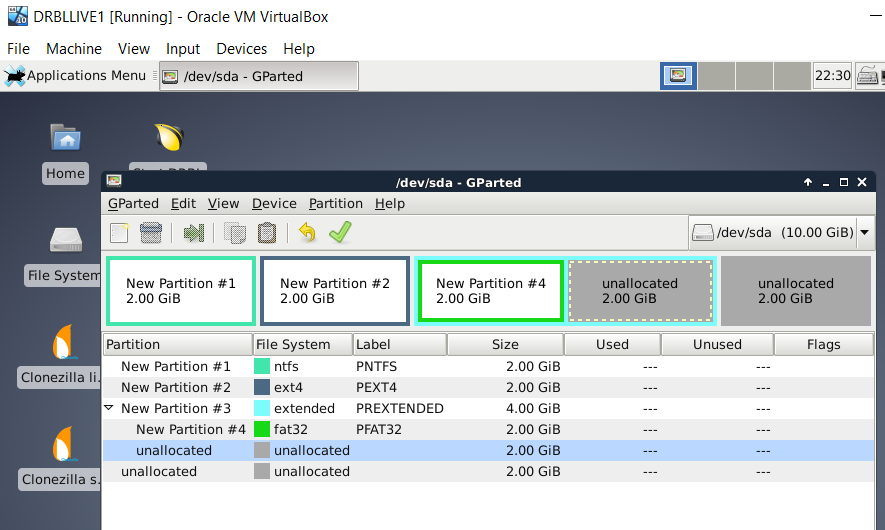 DRBLLIVE1 [Running] - Oracle VM VirtualBox
File Machine View Input Devices Help
Applications Menu /dev/sda - GParted 22:30
Home
File System
Clonezilla li.
Clonezilla s.
/dev/sda - GParted
GParted Edit View Device Partition Help
/dev/sda (10.00 GiB)
New Partition #1
2.00 GiB
New Partition #2
2.00 GiB
New Partition #4
2.00 GiB
unallocated
2.00 GiB
unallocated
2.00 GiB
Partition File System Label Size Used Unused Flags
New Partition #1 ntfs PNTFS 2.00 GiB --- ---
New Partition #2 ext4 PEXT4 2.00 GiB --- ---
New Partition #3 extended PREXTENDED 4.00 GiB --- ---
New Partition #4 fat32 PFAT32 2.00 GiB --- ---
unallocated unallocated 2.00 GiB --- ---
unallocated unallocated 2.00 GiB --- ---